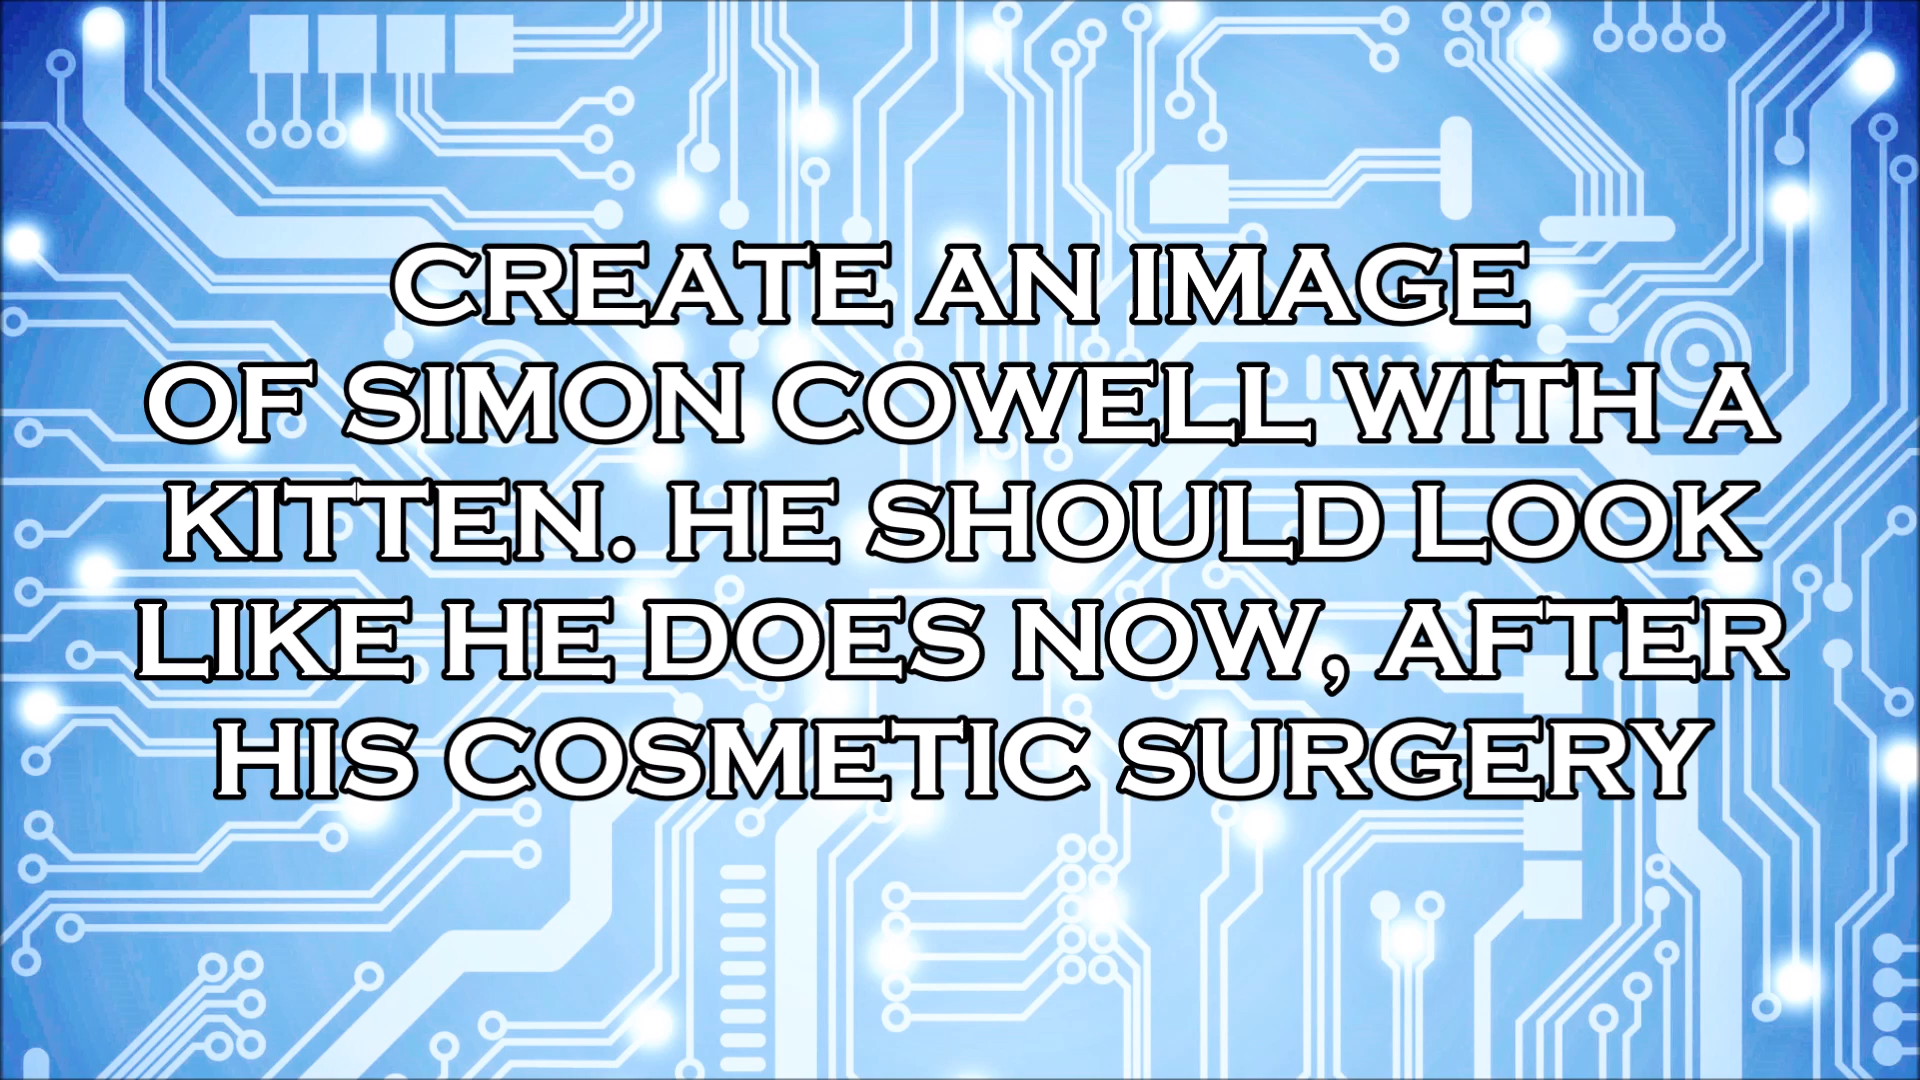 CREATE AN IMAGE
OF SIMON COWELL WITH A
KITTEN. HE SHOULD LOOK
LIKE HE DOES NOW, AFTER
HIS COSMETIC SURGERY